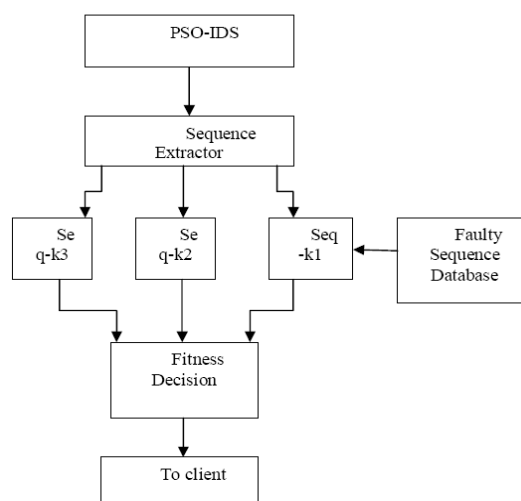 PSO-IDS
Sequence
Extractor
Se
q-k3
Se
q-k2
Seq
-k1
Faulty
Sequence
Database
Fitness
Decision
To client